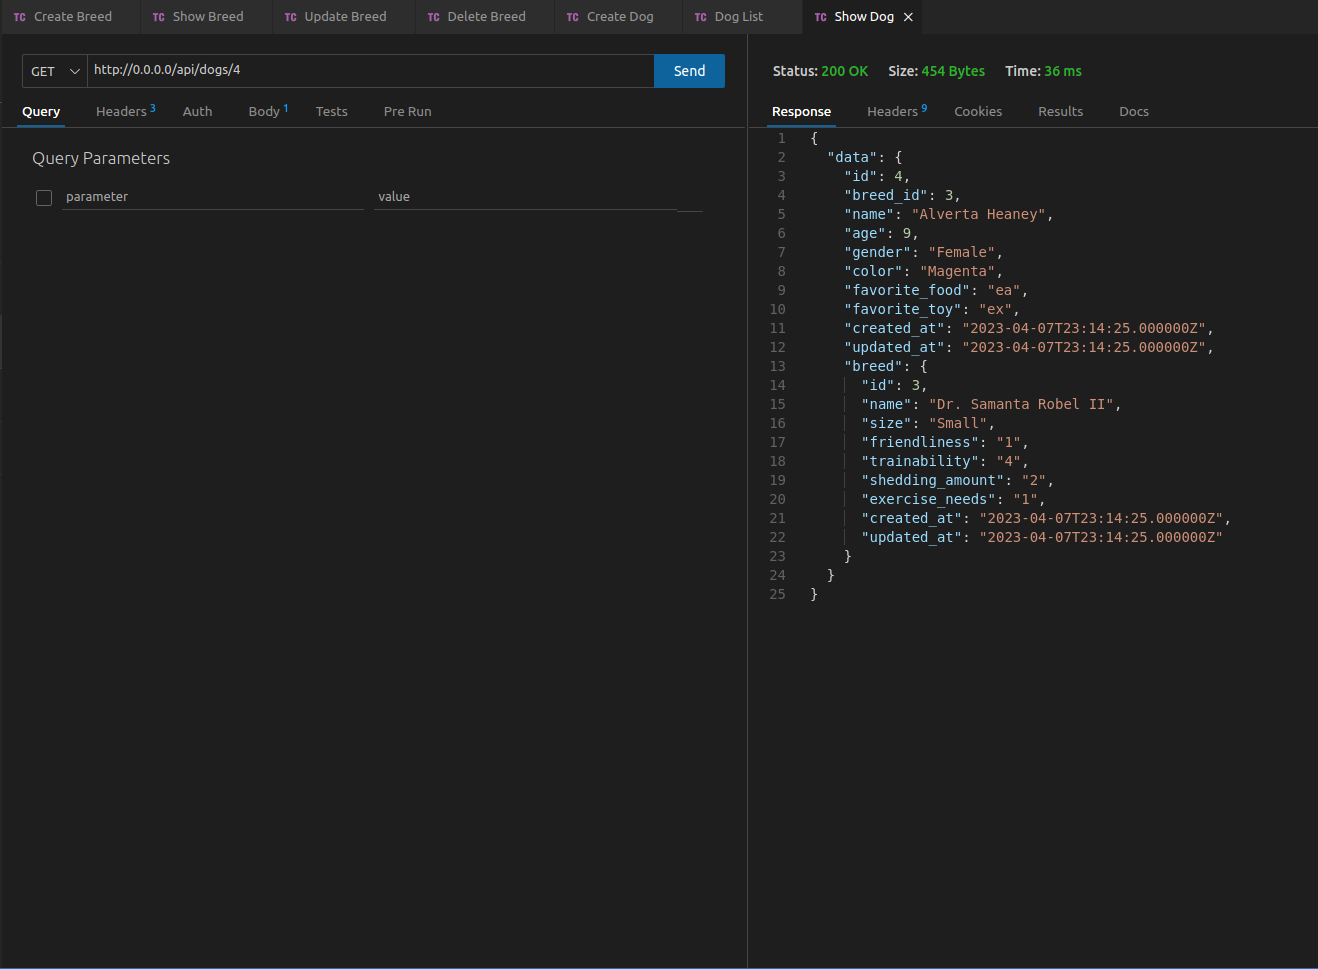 TC Create Breed TC Show Breed TC Update Breed TC Delete Breed TC Create Dog TC Dog List TC Show Dog
GET http://0.0.0.0/api/dogs/4 Send
Query Headers 3 Auth Body 1 Tests Pre Run
Query Parameters
parameter value
Status: 200 OK Size: 454 Bytes Time: 36 ms
Response Headers 9 Cookies Results Docs
1 {
2 "data": {
3 "id": 4,
4 "breed_id": 3,
5 "name": "Alverta Heaney",
6 "age": 9,
7 "gender": "Female",
8 "color": "Magenta",
9 "favorite_food": "ea",
10 "favorite_toy": "ex",
11 "created_at": "2023-04-07T23:14:25.000000Z",
12 "updated_at": "2023-04-07T23:14:25.000000Z",
13 "breed": {
14 "id": 3,
15 "name": "Dr. Samanta Robel II",
16 "size": "Small",
17 "friendliness": "1",
18 "trainability": "4",
19 "shedding_amount": "2",
20 "exercise_needs": "1",
21 "created_at": "2023-04-07T23:14:25.000000Z",
22 "updated_at": "2023-04-07T23:14:25.000000Z"
23 }
24 }
25 }